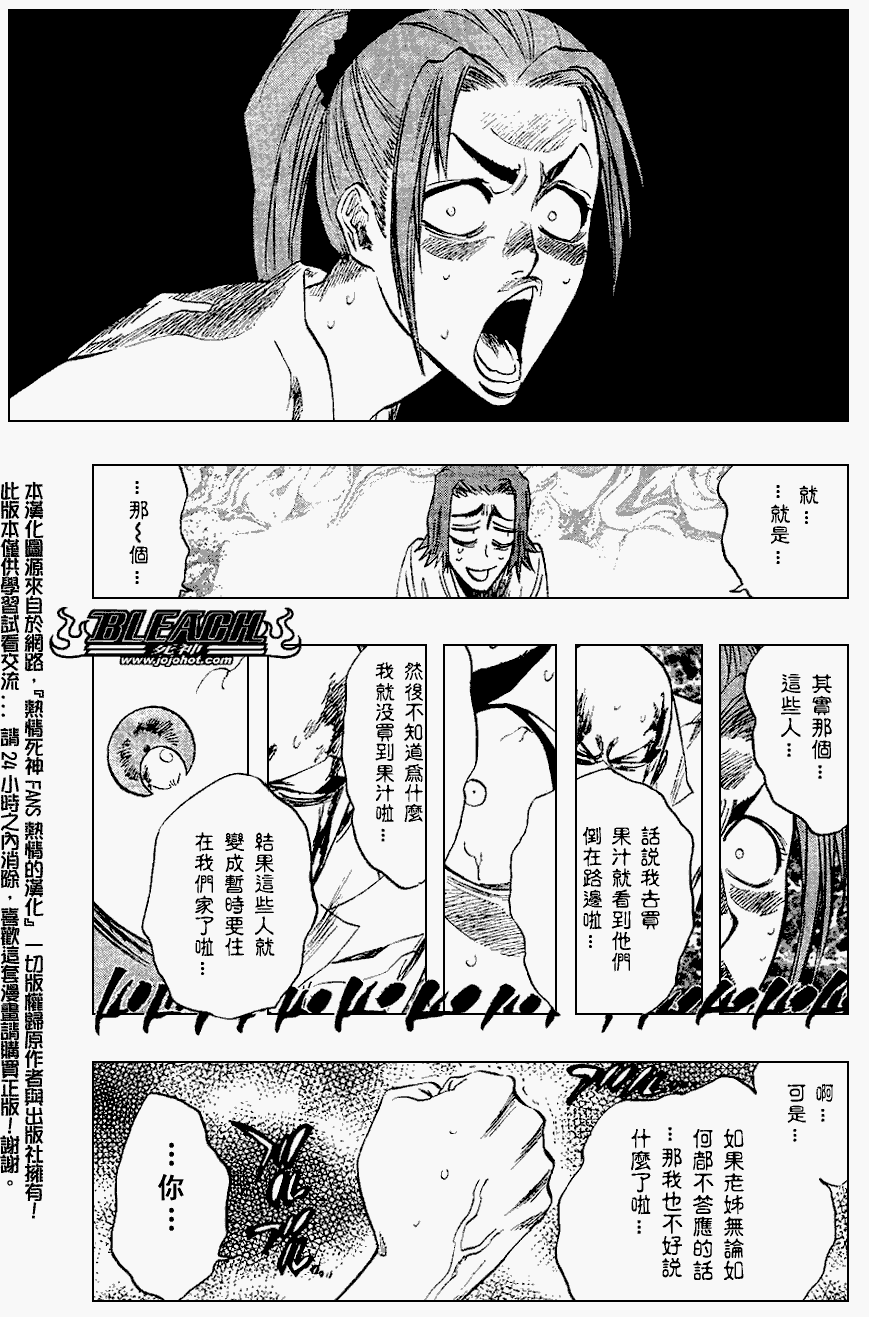 就…
…就是…
…那～個…
其實那個…
這些人…
話說我去買
果汁就看到他們
倒在路邊啦…
然後不知道為什麼
我就沒買到果汁啦…
結果這些人就
變成暫時要住
在我們家了啦…
啊…
可是…
如果老姊無論如
何都不答應的話
…那我也不好說
什麼了啦…
…你…
BLEACH
死神
www.jojohot.com
本漢化圖源來自於網路，『熱情死神 FANS 熱情的漢化』一切版權歸原作者與出版社擁有！
此版本僅供學習試看交流... 請 24 小時之內消除，喜歡這套漫畫請購買正版！謝謝。